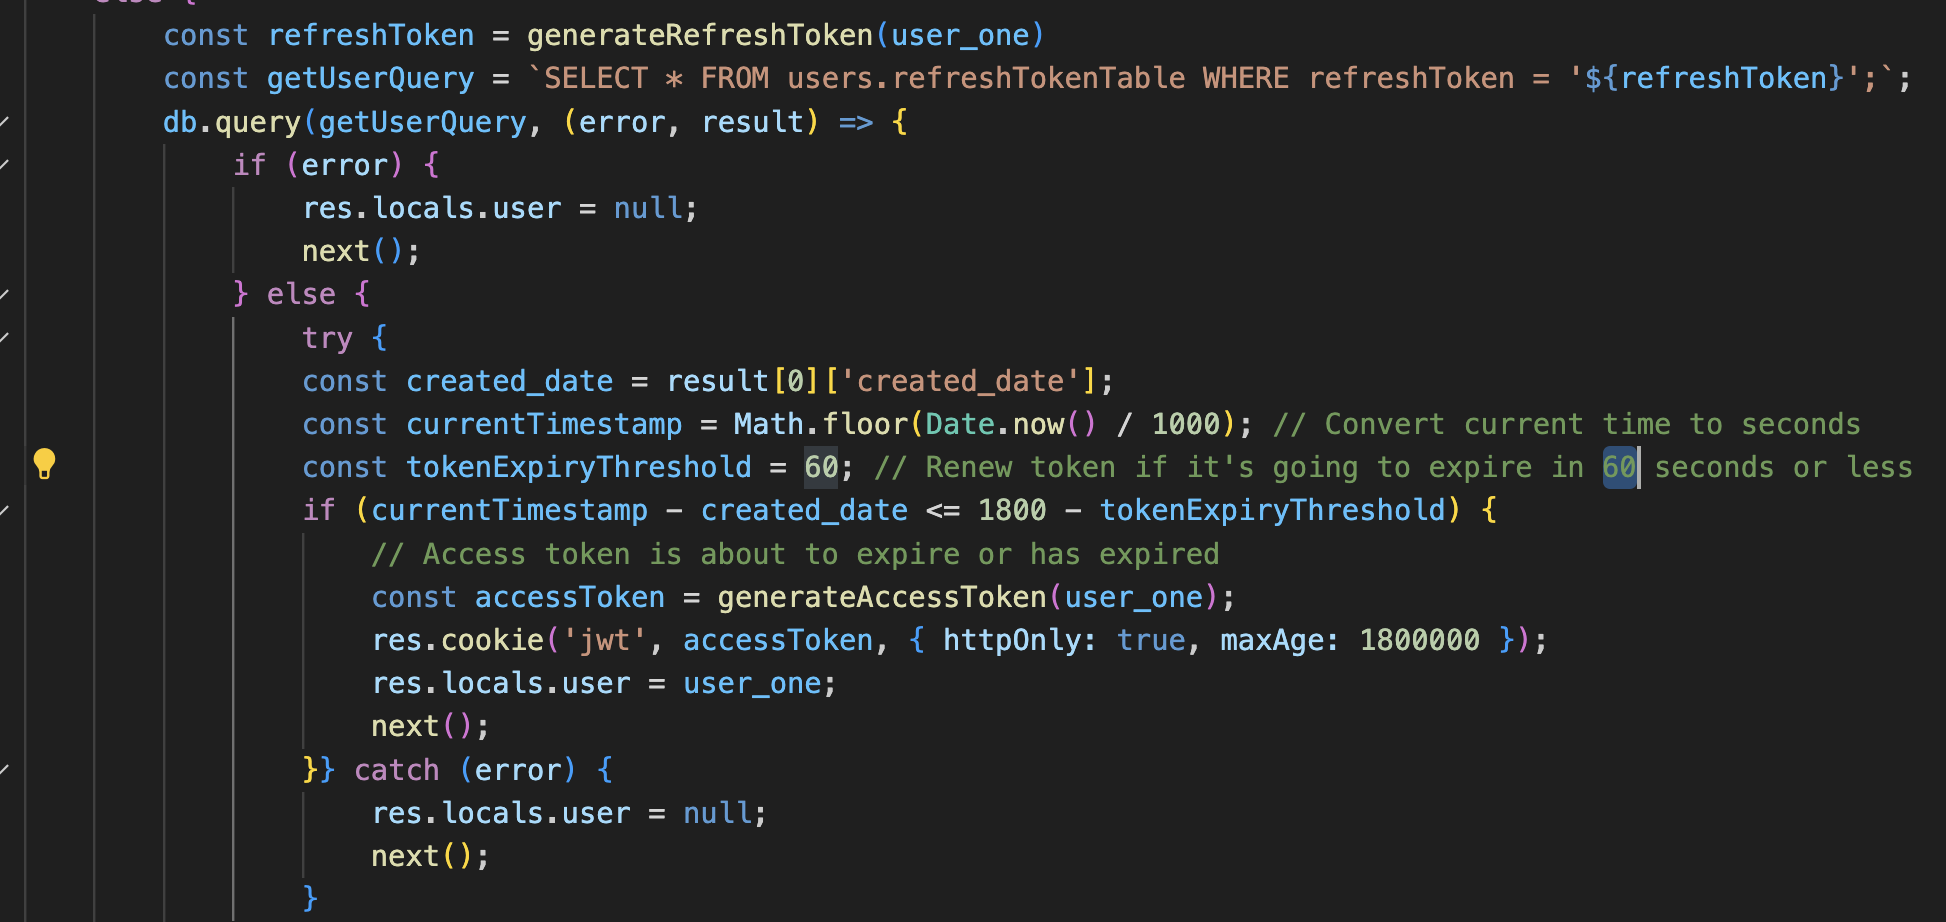 else {
const refreshToken = generateRefreshToken(user_one)
const getUserQuery = `SELECT * FROM users.refreshTokenTable WHERE refreshToken = '${refreshToken}';`;
db.query(getUserQuery, (error, result) => {
if (error) {
res.locals.user = null;
next();
} else {
try {
const created_date = result[0]['created_date'];
const currentTimestamp = Math.floor(Date.now() / 1000); // Convert current time to seconds
const tokenExpiryThreshold = 60; // Renew token if it's going to expire in 60 seconds or less
if (currentTimestamp - created_date <= 1800 - tokenExpiryThreshold) {
// Access token is about to expire or has expired
const accessToken = generateAccessToken(user_one);
res.cookie('jwt', accessToken, { httpOnly: true, maxAge: 1800000 });
res.locals.user = user_one;
next();
}} catch (error) {
res.locals.user = null;
next();
}